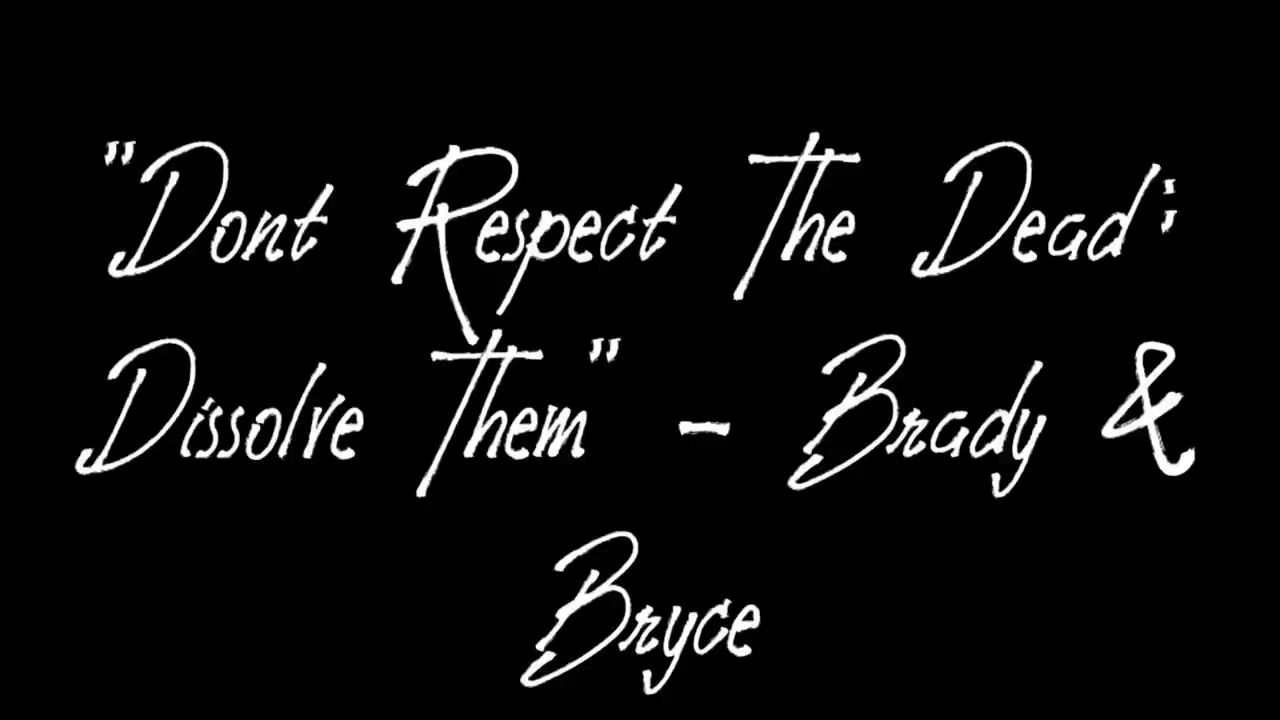 "Dont Respect The Dead;
Dissolve Them" - Brady &
Bryce